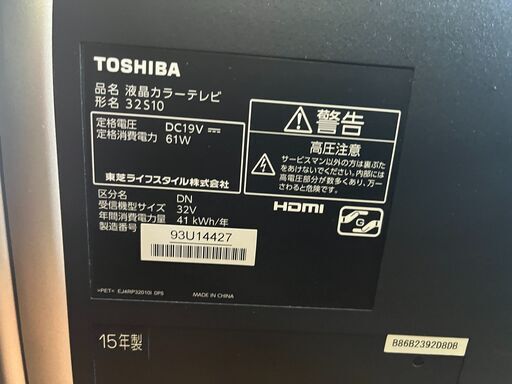 TOSHIBA
品名 液晶カラーテレビ
形名 32S10
定格電圧 DC19V
定格消費電力 61W
東芝ライフスタイル株式会社
区分名 DN
受信機型サイズ 32V
年間消費電力量 41 kWh/年
製造番号 93U14427
警告
高圧注意
サービスマン以外の方は裏ぶた
をあけないでください。内部には
高電圧部分が数多くあり、万一
さわると危険です。
HDMI
G
>PET< EJ4RP32010I DPS
MADE IN CHINA
15年製
B86B2392D8DB